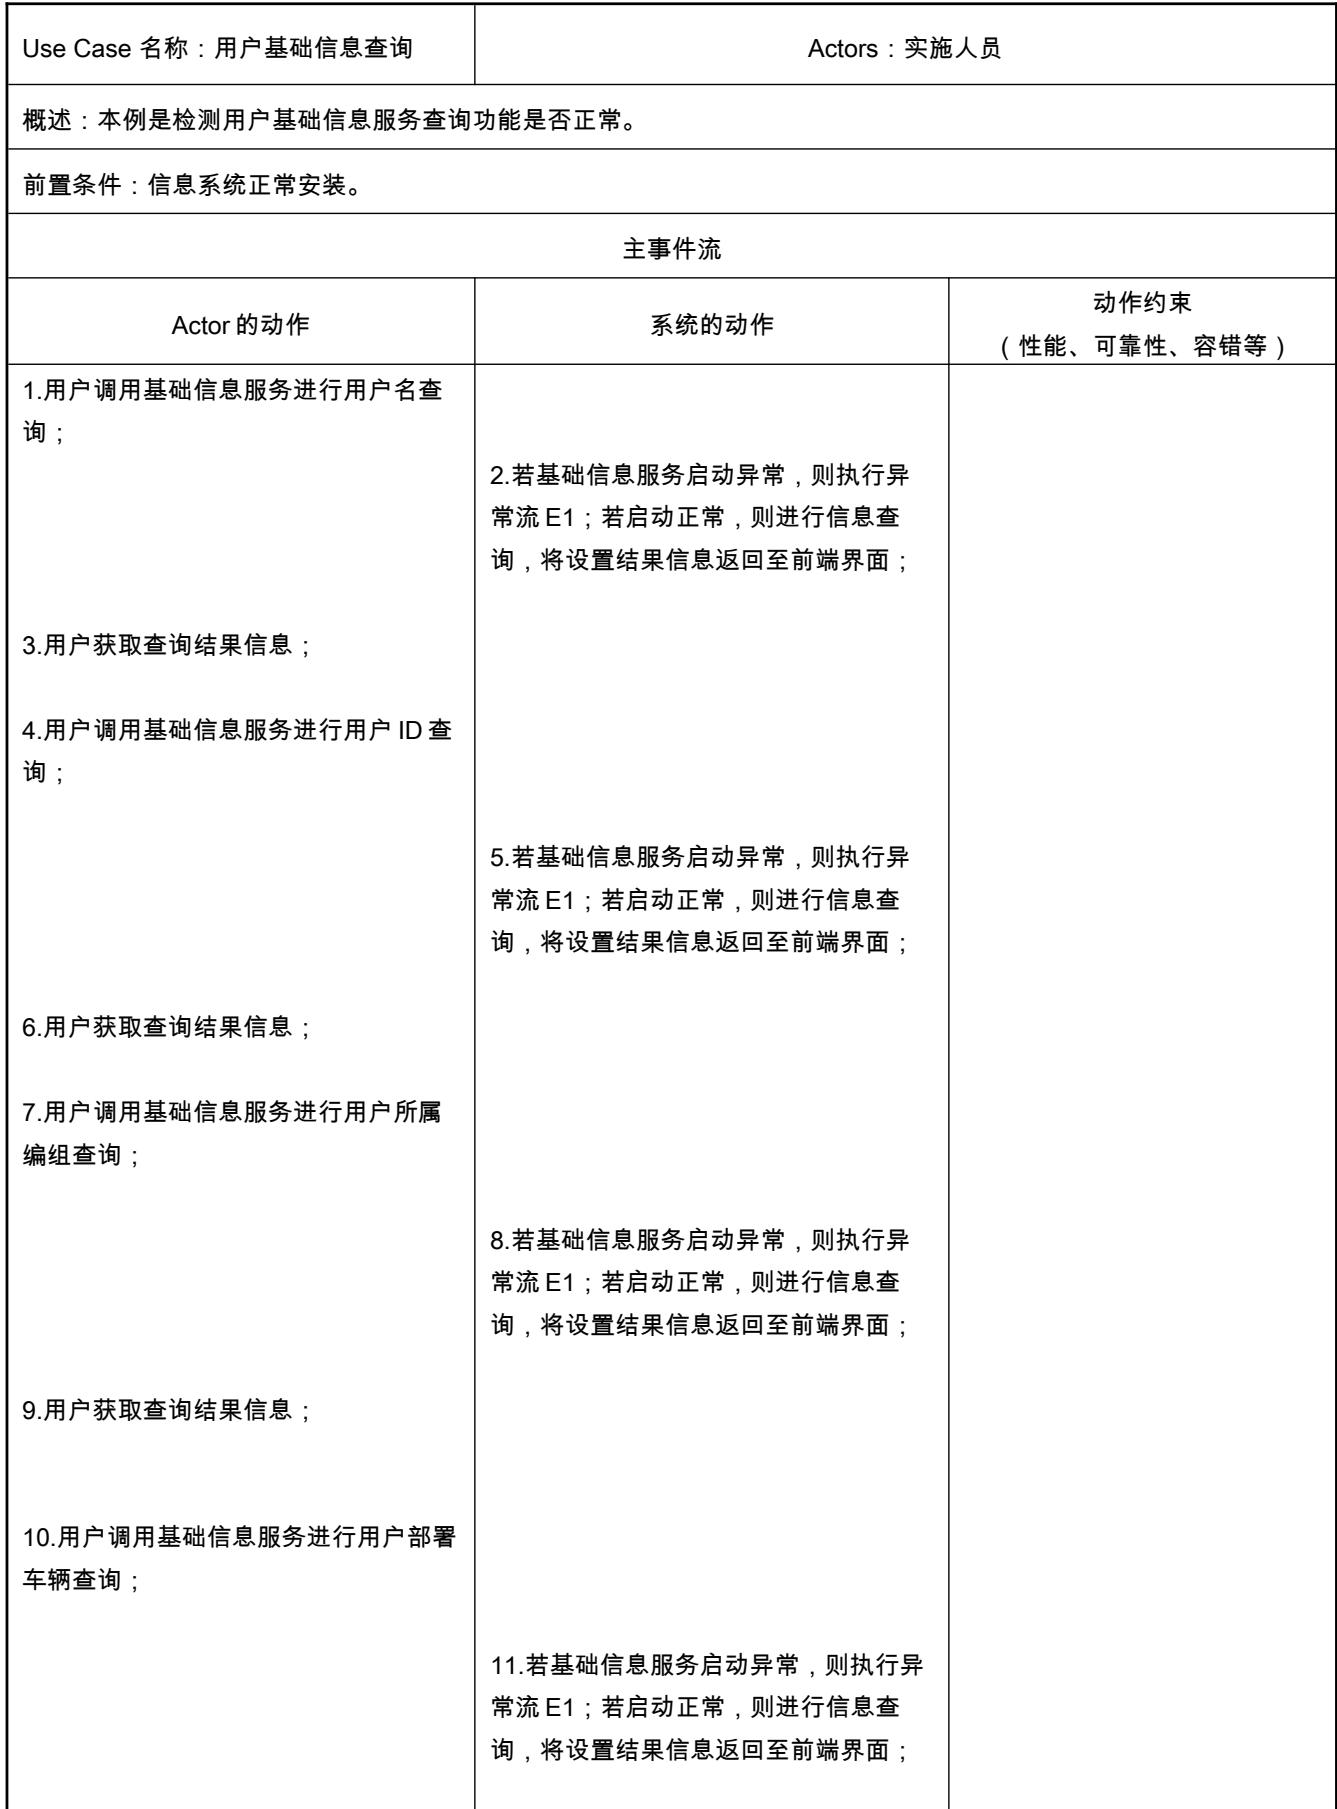 Use Case 名称：用户基础信息查询
Actors：实施人员
概述：本例是检测用户基础信息服务查询功能是否正常。
前置条件：信息系统正常安装。
主事件流
Actor 的动作
系统的动作
动作约束
（性能、可靠性、容错等）
1.用户调用基础信息服务进行用户名查
询；
2.若基础信息服务启动异常，则执行异
常流 E1；若启动正常，则进行信息查
询，将设置结果信息返回至前端界面；
3.用户获取查询结果信息；
4.用户调用基础信息服务进行用户 ID 查
询；
5.若基础信息服务启动异常，则执行异
常流 E1；若启动正常，则进行信息查
询，将设置结果信息返回至前端界面；
6.用户获取查询结果信息；
7.用户调用基础信息服务进行用户所属
编组查询；
8.若基础信息服务启动异常，则执行异
常流 E1；若启动正常，则进行信息查
询，将设置结果信息返回至前端界面；
9.用户获取查询结果信息；
10.用户调用基础信息服务进行用户部署
车辆查询；
11.若基础信息服务启动异常，则执行异
常流 E1；若启动正常，则进行信息查
询，将设置结果信息返回至前端界面；